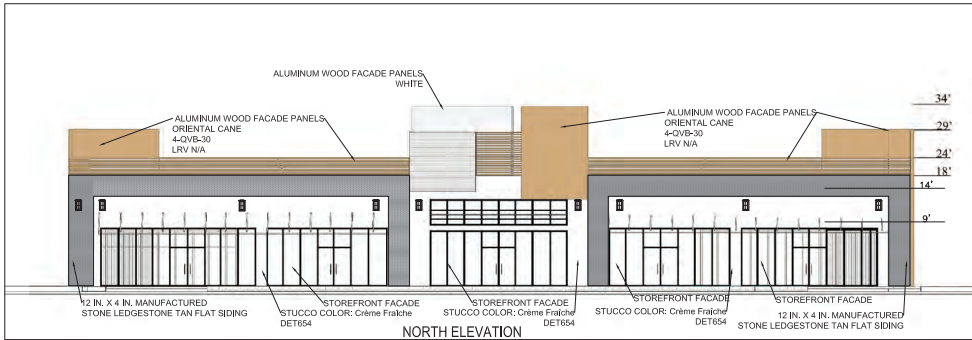 ALUMINUM WOOD FACADE PANELS
WHITE
ALUMINUM WOOD FACADE PANELS
ORIENTAL CANE
4-QVB-30
LRV N/A
ALUMINUM WOOD FACADE PANELS
ORIENTAL CANE
4-QVB-30
LRV N/A
34'
29'
24'
18'
14'
9'
12 IN. X 4 IN. MANUFACTURED
STONE LEDGESTONE TAN FLAT SIDING
STOREFRONT FACADE
STUCCO COLOR: Crème Fraîche
DET654
STOREFRONT FACADE
STUCCO COLOR: Crème Fraîche
DET654
STOREFRONT FACADE
STUCCO COLOR: Crème Fraîche
DET654
STOREFRONT FACADE
12 IN. X 4 IN. MANUFACTURED
STONE LEDGESTONE TAN FLAT SIDING
NORTH ELEVATION